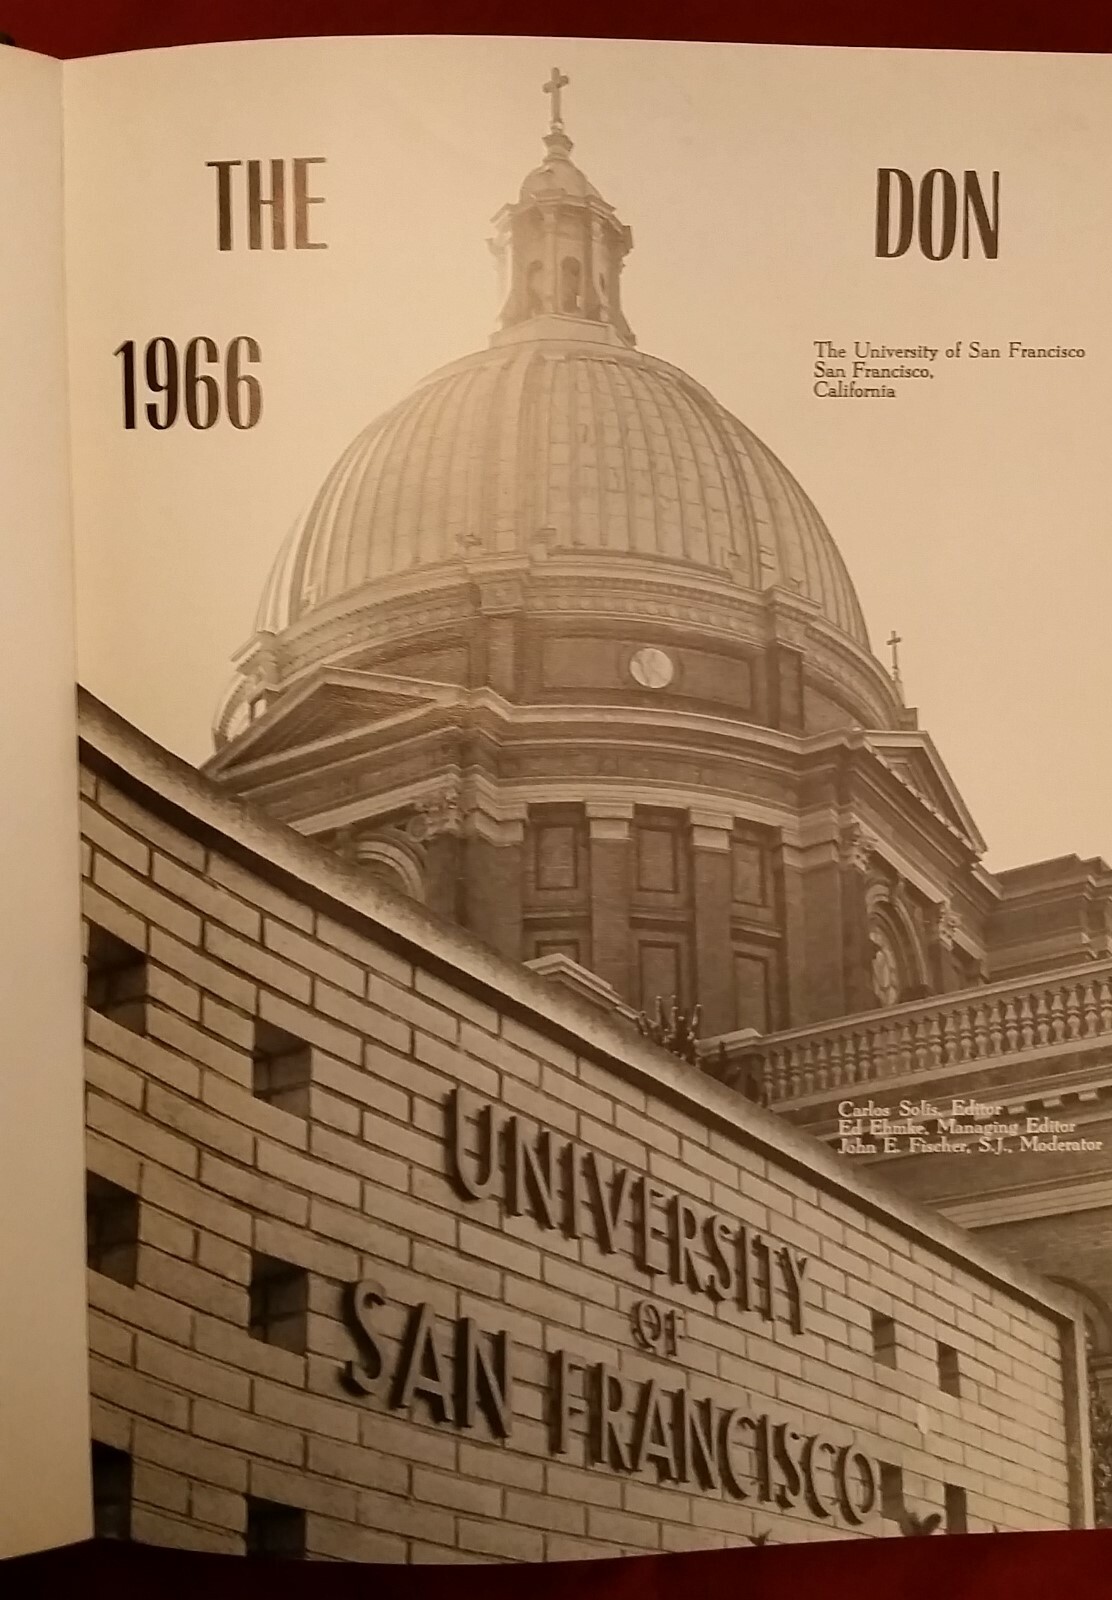 THE DON
1966
The University of San Francisco
San Francisco,
California
Carlos Solis, Editor
Ed Ehmke, Managing Editor
John E. Fischer, S.J., Moderator
UNIVERSITY
OF
SAN FRANCISCO